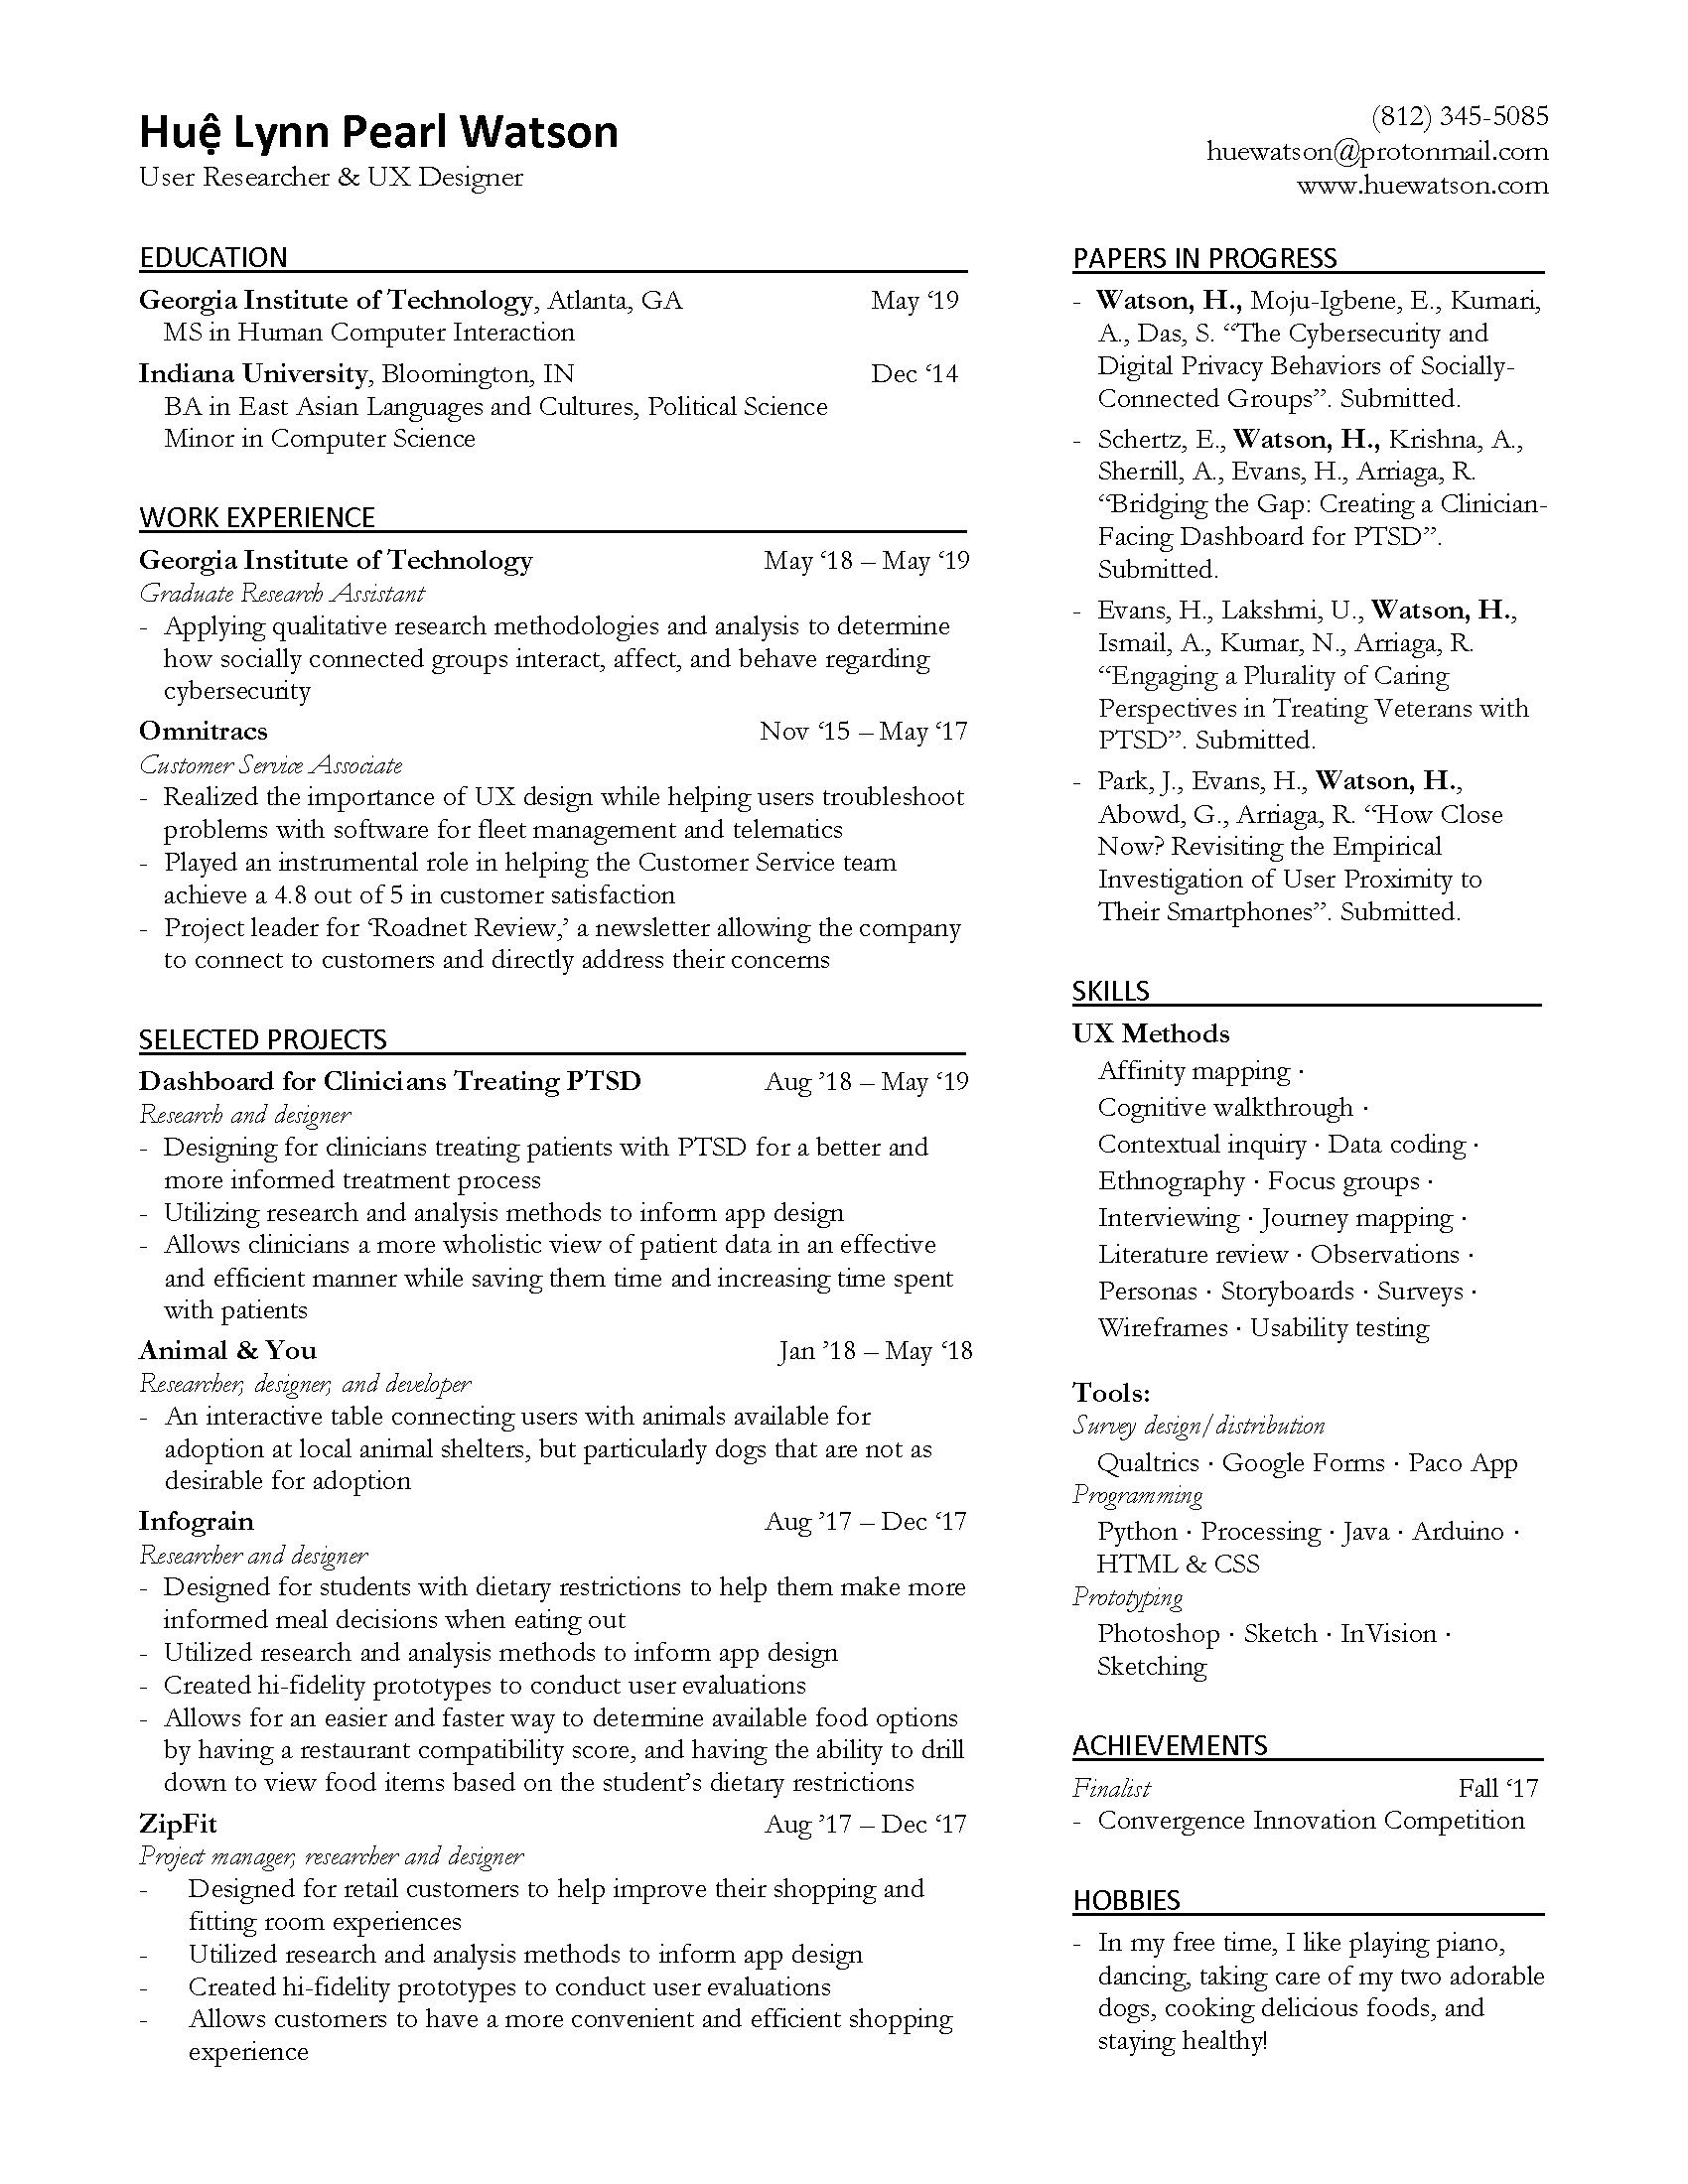 Huệ Lynn Pearl Watson
User Researcher & UX Designer
(812) 345-5085
huewatson@protonmail.com
www.huewatson.com
EDUCATION
Georgia Institute of Technology, Atlanta, GA May ‘19
MS in Human Computer Interaction
Indiana University, Bloomington, IN Dec ‘14
BA in East Asian Languages and Cultures, Political Science
Minor in Computer Science
WORK EXPERIENCE
Georgia Institute of Technology May ‘18 – May ‘19
Graduate Research Assistant
- Applying qualitative research methodologies and analysis to determine
how socially connected groups interact, affect, and behave regarding
cybersecurity
Omnitracs Nov ‘15 – May ‘17
Customer Service Associate
- Realized the importance of UX design while helping users troubleshoot
problems with software for fleet management and telematics
- Played an instrumental role in helping the Customer Service team
achieve a 4.8 out of 5 in customer satisfaction
- Project leader for ‘Roadnet Review,’ a newsletter allowing the company
to connect to customers and directly address their concerns
SELECTED PROJECTS
Dashboard for Clinicians Treating PTSD Aug ’18 – May ‘19
Research and designer
- Designing for clinicians treating patients with PTSD for a better and
more informed treatment process
- Utilizing research and analysis methods to inform app design
- Allows clinicians a more wholistic view of patient data in an effective
and efficient manner while saving them time and increasing time spent
with patients
Animal & You Jan ’18 – May ‘18
Researcher, designer, and developer
- An interactive table connecting users with animals available for
adoption at local animal shelters, but particularly dogs that are not as
desirable for adoption
Infograin Aug ’17 – Dec ‘17
Researcher and designer
- Designed for students with dietary restrictions to help them make more
informed meal decisions when eating out
- Utilized research and analysis methods to inform app design
- Created hi-fidelity prototypes to conduct user evaluations
- Allows for an easier and faster way to determine available food options
by having a restaurant compatibility score, and having the ability to drill
down to view food items based on the student’s dietary restrictions
ZipFit Aug ’17 – Dec ‘17
Project manager, researcher and designer
- Designed for retail customers to help improve their shopping and
fitting room experiences
- Utilized research and analysis methods to inform app design
- Created hi-fidelity prototypes to conduct user evaluations
- Allows customers to have a more convenient and efficient shopping
experience
PAPERS IN PROGRESS
- Watson, H., Moju-Igbene, E., Kumari,
A., Das, S. “The Cybersecurity and
Digital Privacy Behaviors of Socially-
Connected Groups”. Submitted.
- Schertz, E., Watson, H., Krishna, A.,
Sherrill, A., Evans, H., Arriaga, R.
“Bridging the Gap: Creating a Clinician-
Facing Dashboard for PTSD”.
Submitted.
- Evans, H., Lakshmi, U., Watson, H.,
Ismail, A., Kumar, N., Arriaga, R.
“Engaging a Plurality of Caring
Perspectives in Treating Veterans with
PTSD”. Submitted.
- Park, J., Evans, H., Watson, H.,
Abowd, G., Arriaga, R. “How Close
Now? Revisiting the Empirical
Investigation of User Proximity to
Their Smartphones”. Submitted.
SKILLS
UX Methods
Affinity mapping ·
Cognitive walkthrough ·
Contextual inquiry · Data coding ·
Ethnography · Focus groups ·
Interviewing · Journey mapping ·
Literature review · Observations ·
Personas · Storyboards · Surveys ·
Wireframes · Usability testing
Tools:
Survey design/distribution
Qualtrics · Google Forms · Paco App
Programming
Python · Processing · Java · Arduino ·
HTML & CSS
Prototyping
Photoshop · Sketch · InVision ·
Sketching
ACHIEVEMENTS
Finalist Fall ‘17
- Convergence Innovation Competition
HOBBIES
- In my free time, I like playing piano,
dancing, taking care of my two adorable
dogs, cooking delicious foods, and
staying healthy!